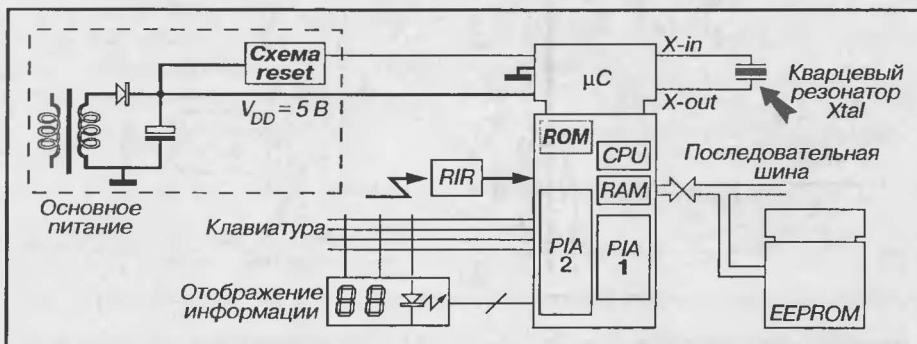 Схема
reset
V_DD = 5 В
Основное
питание
μC
X-in
X-out
Кварцевый
резонатор
Xtal
ROM
CPU
RAM
PIA
2
PIA
1
RIR
Последовательная
шина
Клавиатура
Отображение
информации
88
EEPROM